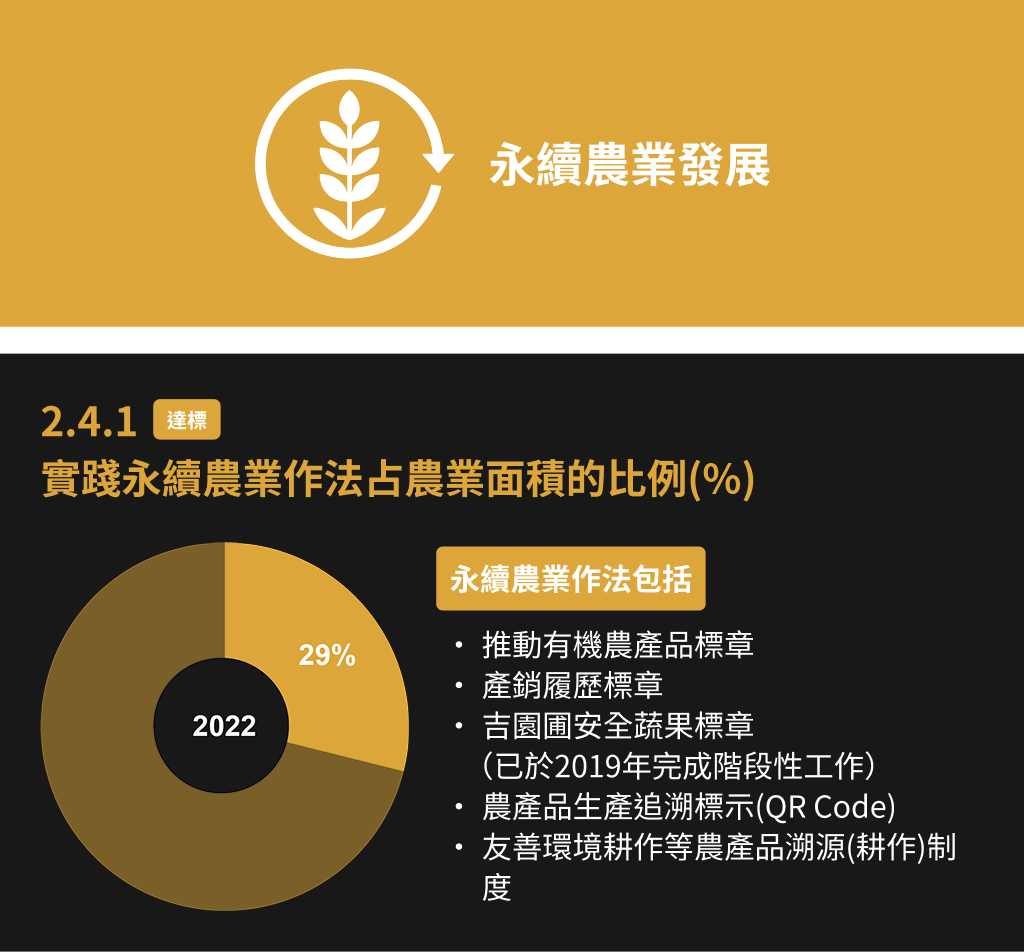 永續農業發展
2.4.1 達標
實踐永續農業作法占農業面積的比例(%)
29%
2022
永續農業作法包括
• 推動有機農產品標章
• 產銷履歷標章
• 吉園圃安全蔬果標章
（已於2019年完成階段性工作）
• 農產品生產追溯標示(QR Code)
• 友善環境耕作等農產品溯源(耕作)制
度